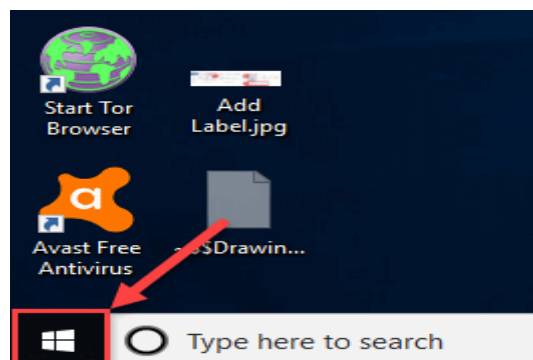 Start Tor
Browser
Add
Label.jpg
Avast Free
Antivirus
Type here to search